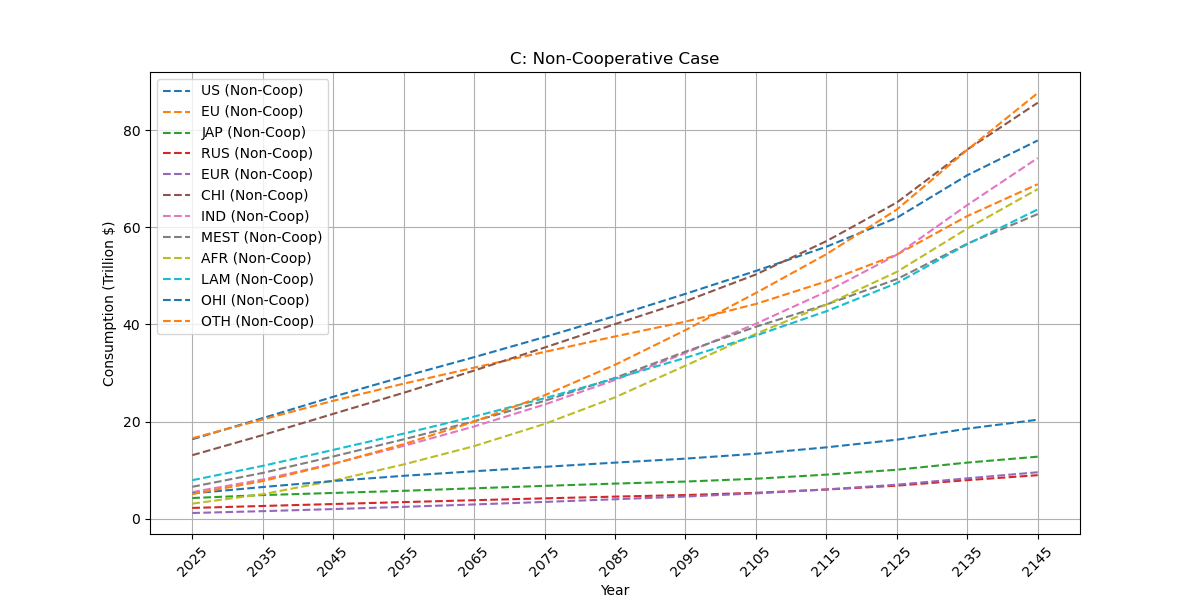 C: Non-Cooperative Case
US (Non-Coop)
EU (Non-Coop)
JAP (Non-Coop)
RUS (Non-Coop)
EUR (Non-Coop)
CHI (Non-Coop)
IND (Non-Coop)
MEST (Non-Coop)
AFR (Non-Coop)
LAM (Non-Coop)
OHI (Non-Coop)
OTH (Non-Coop)
Consumption (Trillion $)
80
60
40
20
0
2025 2035 2045 2055 2065 2075 2085 2095 2105 2115 2125 2135 2145
Year